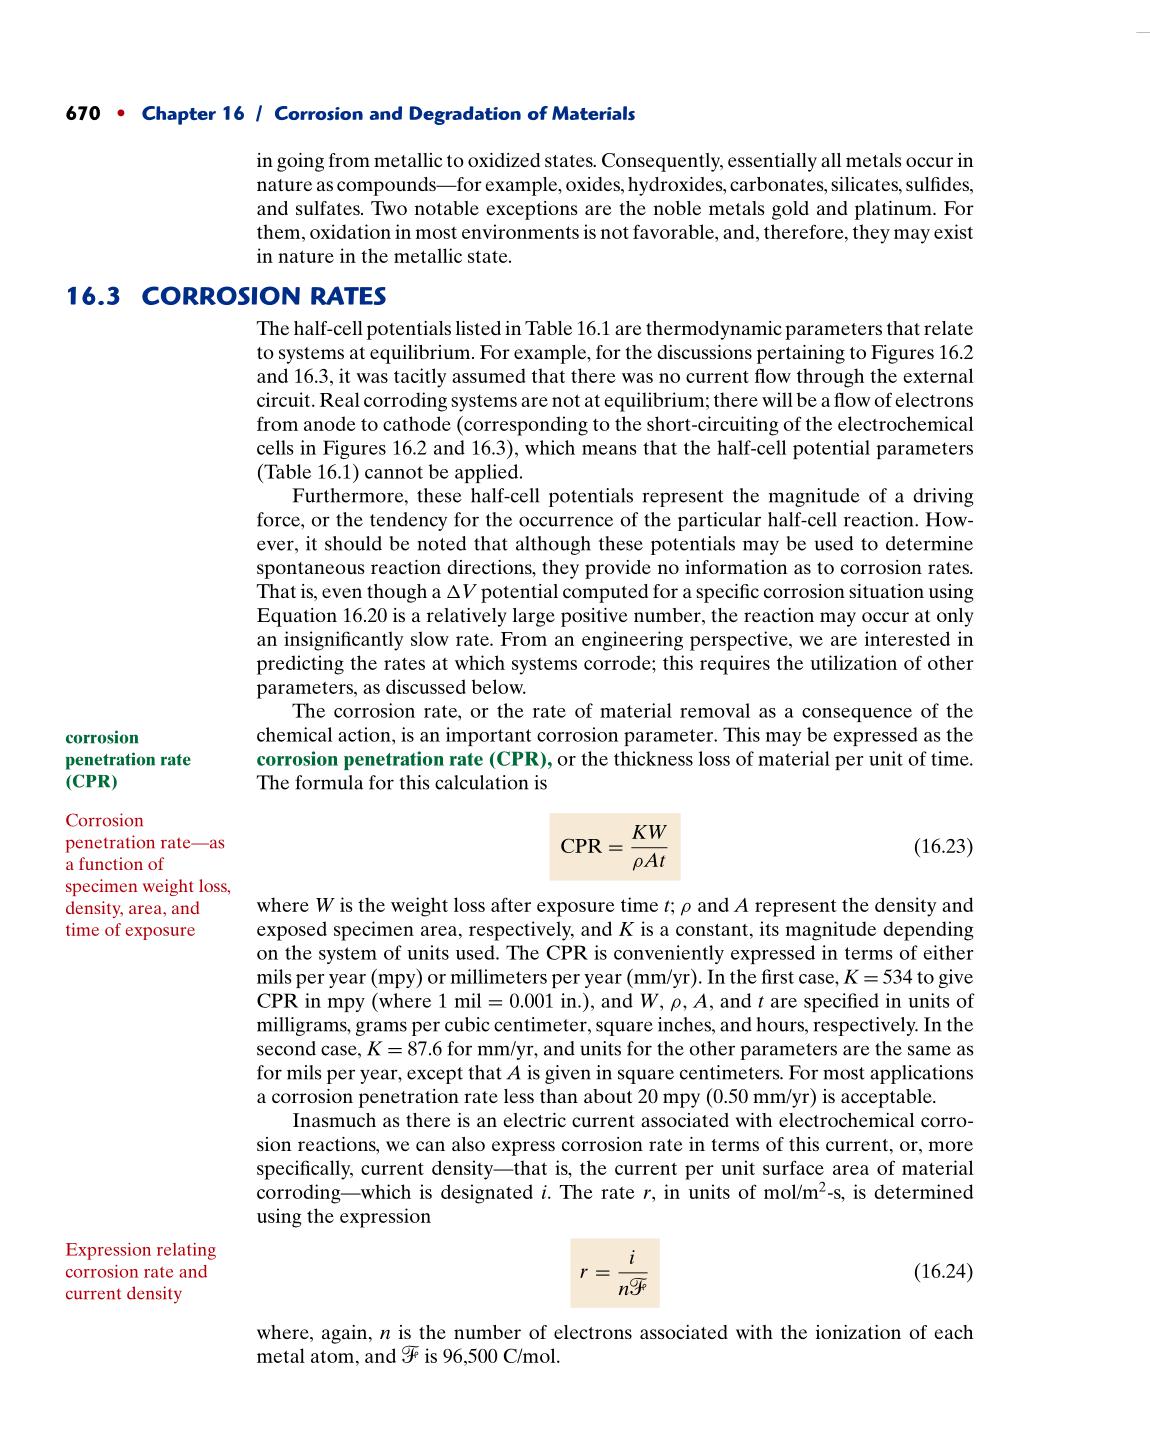 670 • Chapter 16 / Corrosion and Degradation of Materials
in going from metallic to oxidized states. Consequently, essentially all metals occur in
nature as compounds—for example, oxides, hydroxides, carbonates, silicates, sulfides,
and sulfates. Two notable exceptions are the noble metals gold and platinum. For
them, oxidation in most environments is not favorable, and, therefore, they may exist
in nature in the metallic state.
16.3 CORROSION RATES
The half-cell potentials listed in Table 16.1 are thermodynamic parameters that relate
to systems at equilibrium. For example, for the discussions pertaining to Figures 16.2
and 16.3, it was tacitly assumed that there was no current flow through the external
circuit. Real corroding systems are not at equilibrium; there will be a flow of electrons
from anode to cathode (corresponding to the short-circuiting of the electrochemical
cells in Figures 16.2 and 16.3), which means that the half-cell potential parameters
(Table 16.1) cannot be applied.
Furthermore, these half-cell potentials represent the magnitude of a driving
force, or the tendency for the occurrence of the particular half-cell reaction. How-
ever, it should be noted that although these potentials may be used to determine
spontaneous reaction directions, they provide no information as to corrosion rates.
That is, even though a ΔV potential computed for a specific corrosion situation using
Equation 16.20 is a relatively large positive number, the reaction may occur at only
an insignificantly slow rate. From an engineering perspective, we are interested in
predicting the rates at which systems corrode; this requires the utilization of other
parameters, as discussed below.
The corrosion rate, or the rate of material removal as a consequence of the
chemical action, is an important corrosion parameter. This may be expressed as the
corrosion penetration rate (CPR), or the thickness loss of material per unit of time.
The formula for this calculation is
corrosion
penetration rate
(CPR)
Corrosion
penetration rate—as
a function of
specimen weight loss,
density, area, and
time of exposure
CPR = KW / ρAt (16.23)
where W is the weight loss after exposure time t; ρ and A represent the density and
exposed specimen area, respectively, and K is a constant, its magnitude depending
on the system of units used. The CPR is conveniently expressed in terms of either
mils per year (mpy) or millimeters per year (mm/yr). In the first case, K = 534 to give
CPR in mpy (where 1 mil = 0.001 in.), and W, ρ, A, and t are specified in units of
milligrams, grams per cubic centimeter, square inches, and hours, respectively. In the
second case, K = 87.6 for mm/yr, and units for the other parameters are the same as
for mils per year, except that A is given in square centimeters. For most applications
a corrosion penetration rate less than about 20 mpy (0.50 mm/yr) is acceptable.
Inasmuch as there is an electric current associated with electrochemical corro-
sion reactions, we can also express corrosion rate in terms of this current, or, more
specifically, current density—that is, the current per unit surface area of material
corroding—which is designated i. The rate r, in units of mol/m²-s, is determined
using the expression
Expression relating
corrosion rate and
current density
r = i / nℱ (16.24)
where, again, n is the number of electrons associated with the ionization of each
metal atom, and ℱ is 96,500 C/mol.